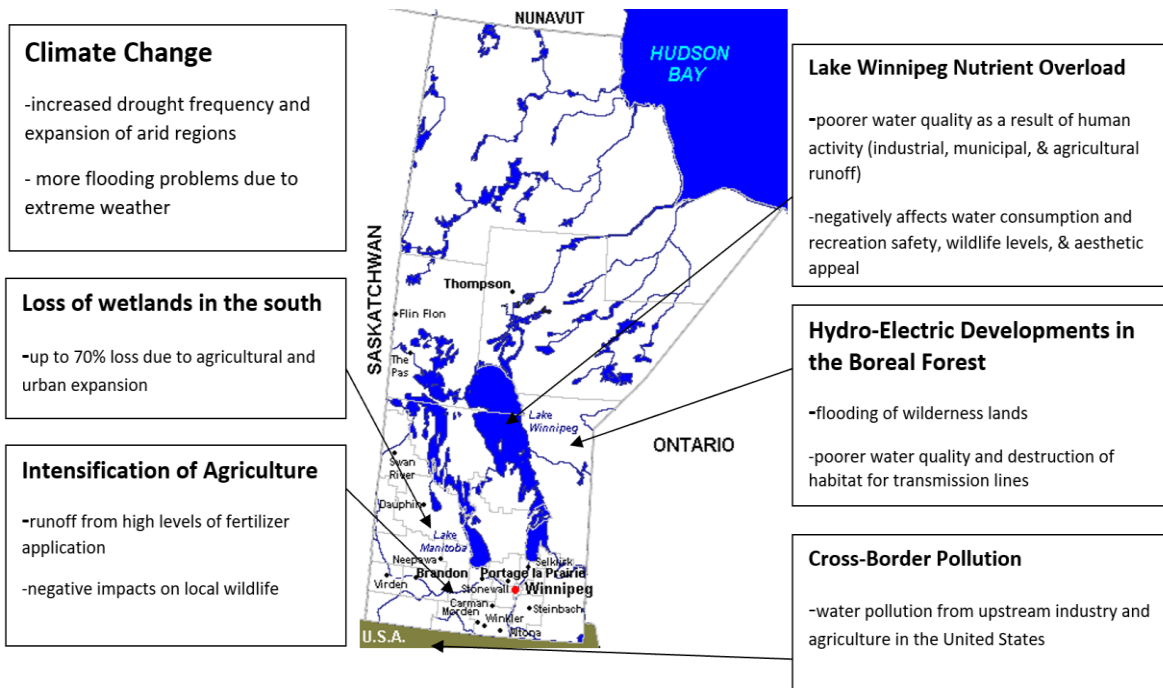 Climate Change
-increased drought frequency and
expansion of arid regions
- more flooding problems due to
extreme weather
Loss of wetlands in the south
-up to 70% loss due to agricultural and
urban expansion
Intensification of Agriculture
-runoff from high levels of fertilizer
application
-negative impacts on local wildlife
NUNAVUT
HUDSON
BAY
SASKATCHWAN
Thompson
Flin Flon
The
Pas
Lake
Winnipeg
ONTARIO
Swan
River
Dauphin
Lake
Manitoba
Neepawa
Selkirk
Virden
Brandon
Portage la Prairie
Stonewall
Winnipeg
Carman
Morden
Steinbach
Winkler
Altona
U.S.A.
Lake Winnipeg Nutrient Overload
-poorer water quality as a result of human
activity (industrial, municipal, & agricultural
runoff)
-negatively affects water consumption and
recreation safety, wildlife levels, & aesthetic
appeal
Hydro-Electric Developments in
the Boreal Forest
-flooding of wilderness lands
-poorer water quality and destruction of
habitat for transmission lines
Cross-Border Pollution
-water pollution from upstream industry and
agriculture in the United States